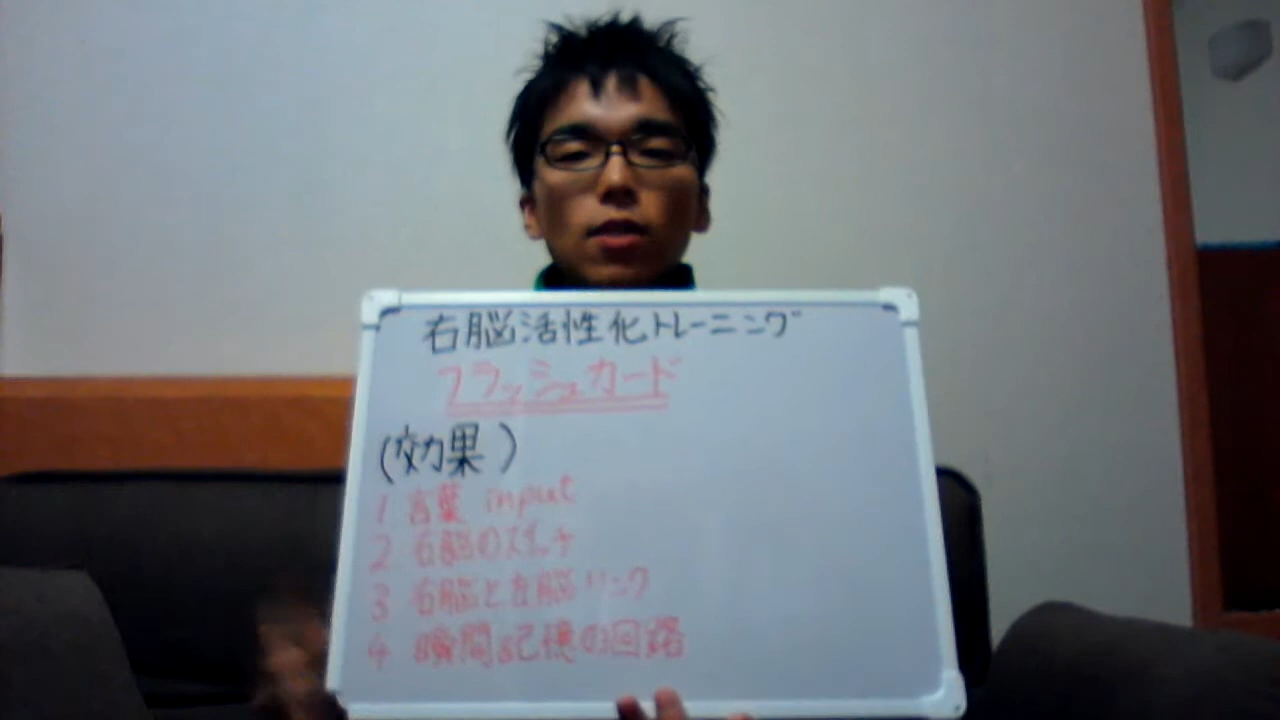 右脳活性化トレーニング
フラッシュカード
(効果)
1 言葉 input
2 右脳のスイッチ
3 右脳と左脳リンク
4 瞬間記憶の回路